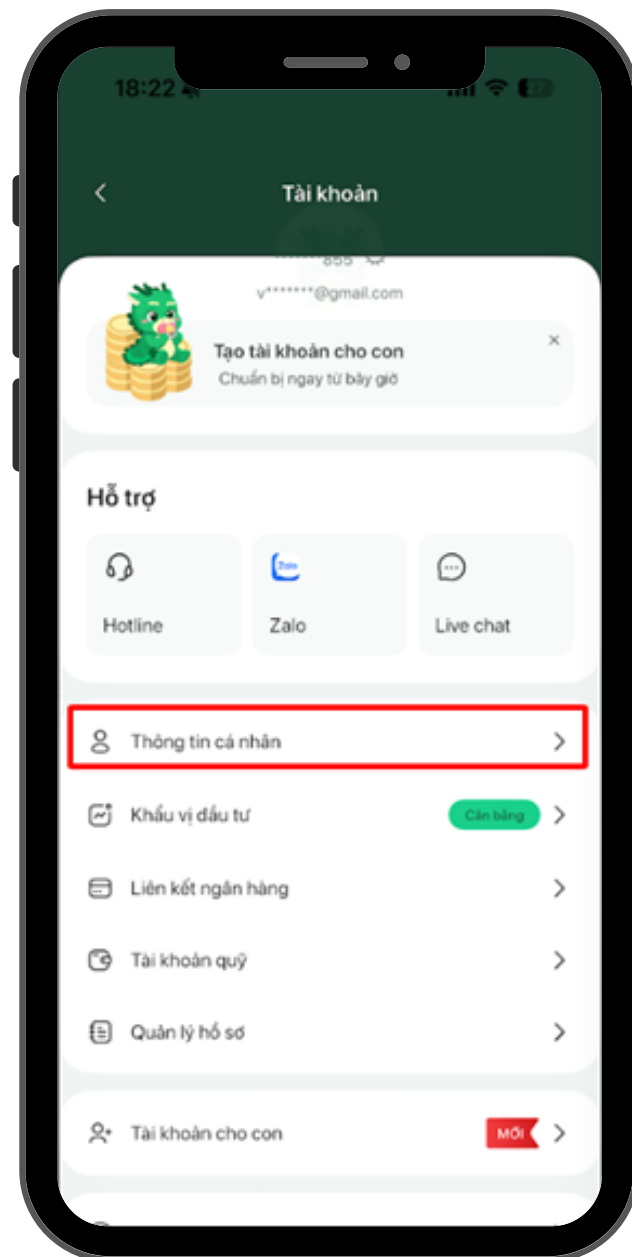 18:22
Tài khoản
*******855
v*******@gmail.com
Tạo tài khoản cho con
Chuẩn bị ngay từ bây giờ
Hỗ trợ
Zalo
Hotline
Zalo
Live chat
Thông tin cá nhân
Khẩu vị đầu tư
Cân bằng
Liên kết ngân hàng
Tài khoản quỹ
Quản lý hồ sơ
Tài khoản cho con
MỚI